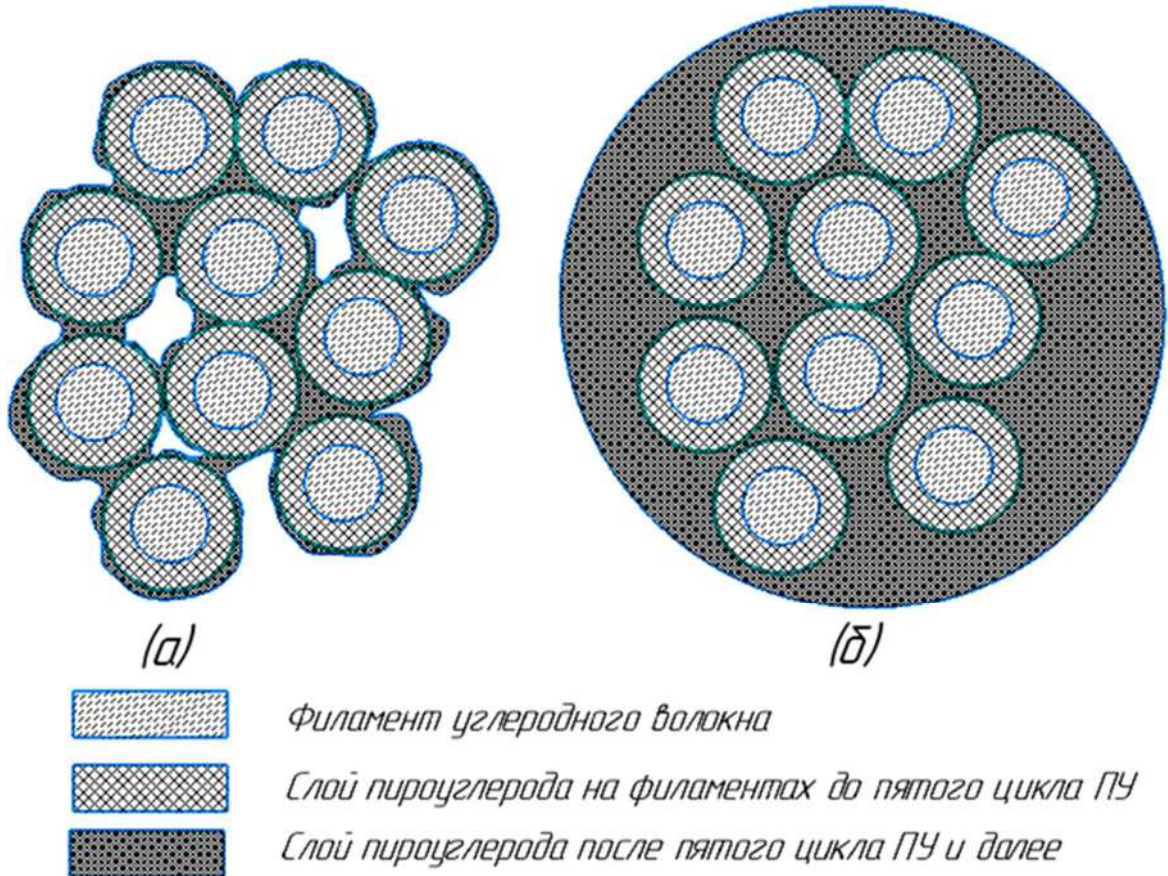 (а)
(б)
Филамент углеродного волокна
Слой пироуглерода на филаментах до пятого цикла ПУ
Слой пироуглерода после пятого цикла ПУ и далее